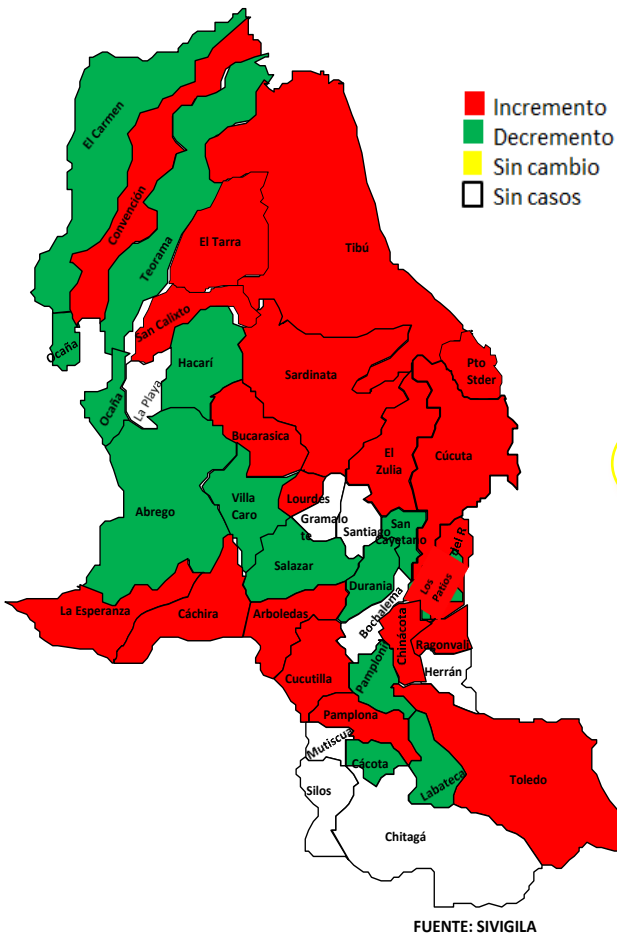 Incremento
Decremento
Sin cambio
Sin casos
El Carmen
Convención
Teorama
El Tarra
Tibú
San Calixto
Ocaña
Hacarí
La Playa
Ocaña
Sardinata
Pto
Stder
Bucarasica
El
Zulia
Cúcuta
Abrego
Villa
Caro
Lourdes
Gramalo
te
Santiago
San
Cayetano
del R
Salazar
Durania
Los
Patios
La Esperanza
Cáchira
Arboledas
Bochalema
Chinácota
Ragonvali
Herrán
Cucutilla
Pamplonit
Pamplona
Mutiscua
Cácota
Labateca
Toledo
Silos
Chitagá
FUENTE: SIVIGILA